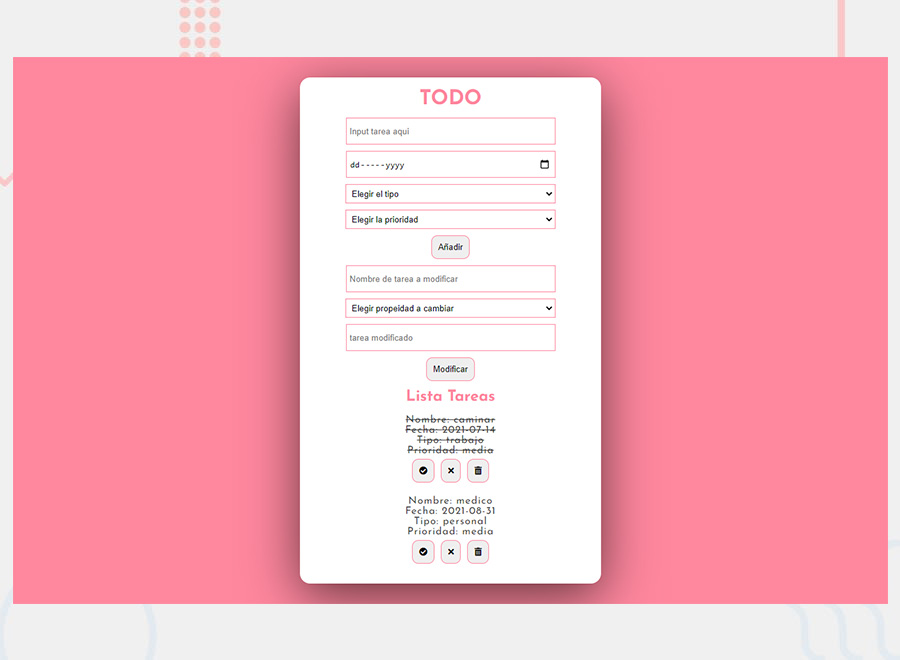 TODO
Input tarea aqui
dd-----yyyy
Elegir el tipo
Elegir la prioridad
Añadir
Nombre de tarea a modificar
Elegir propeidad a cambiar
tarea modificado
Modificar
Lista Tareas
Nombre: caminar
Fecha: 2021-07-14
Tipo: trabajo
Prioridad: media
Nombre: medico
Fecha: 2021-08-31
Tipo: personal
Prioridad: media